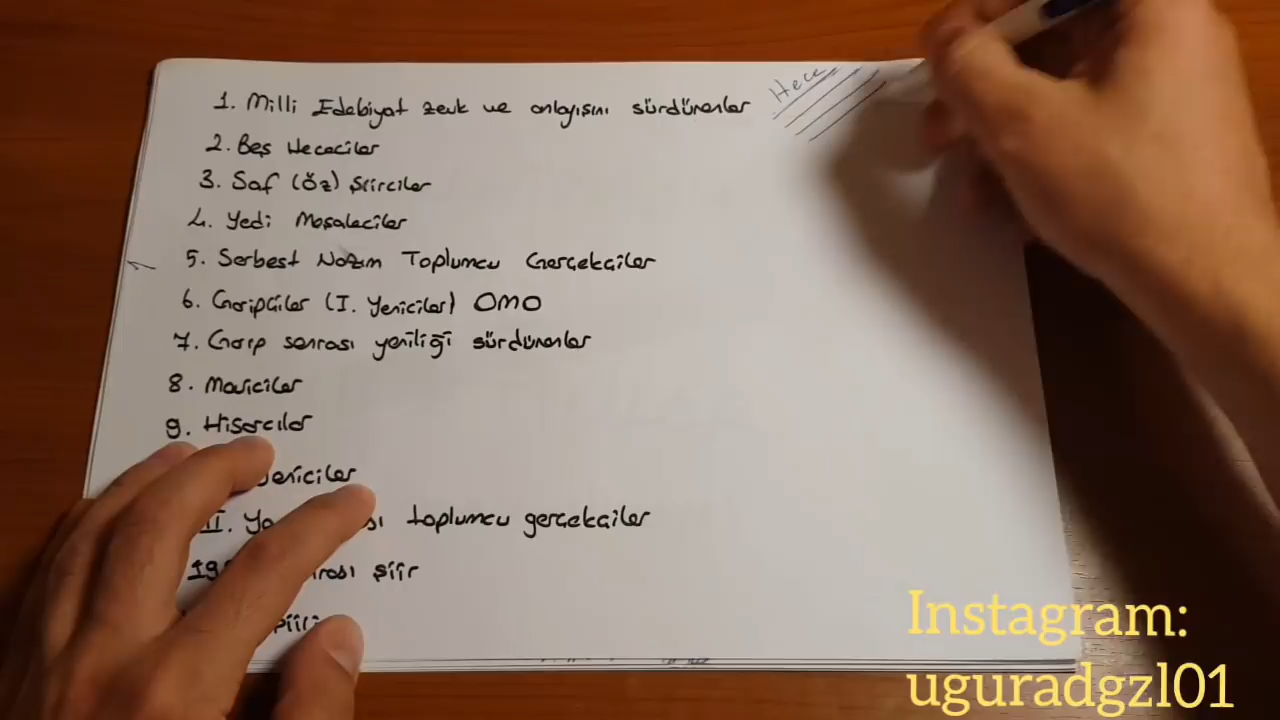 1. Milli Edebiyat zevk ve anlayışını sürdürenler
Hece
2. Beş Hececiler
3. Saf (Öz) Şiirciler
4. Yedi Meşaleciler
5. Serbest Nazım Toplumcu Gerçekçiler
6. Garipçiler (I. Yeniciler) OMO
7. Garip sonrası yeniliği sürdürenler
8. Maviciler
9. Hisarcılar
toplumcu gerçekçiler
şiir
Instagram:
uguradgzl01